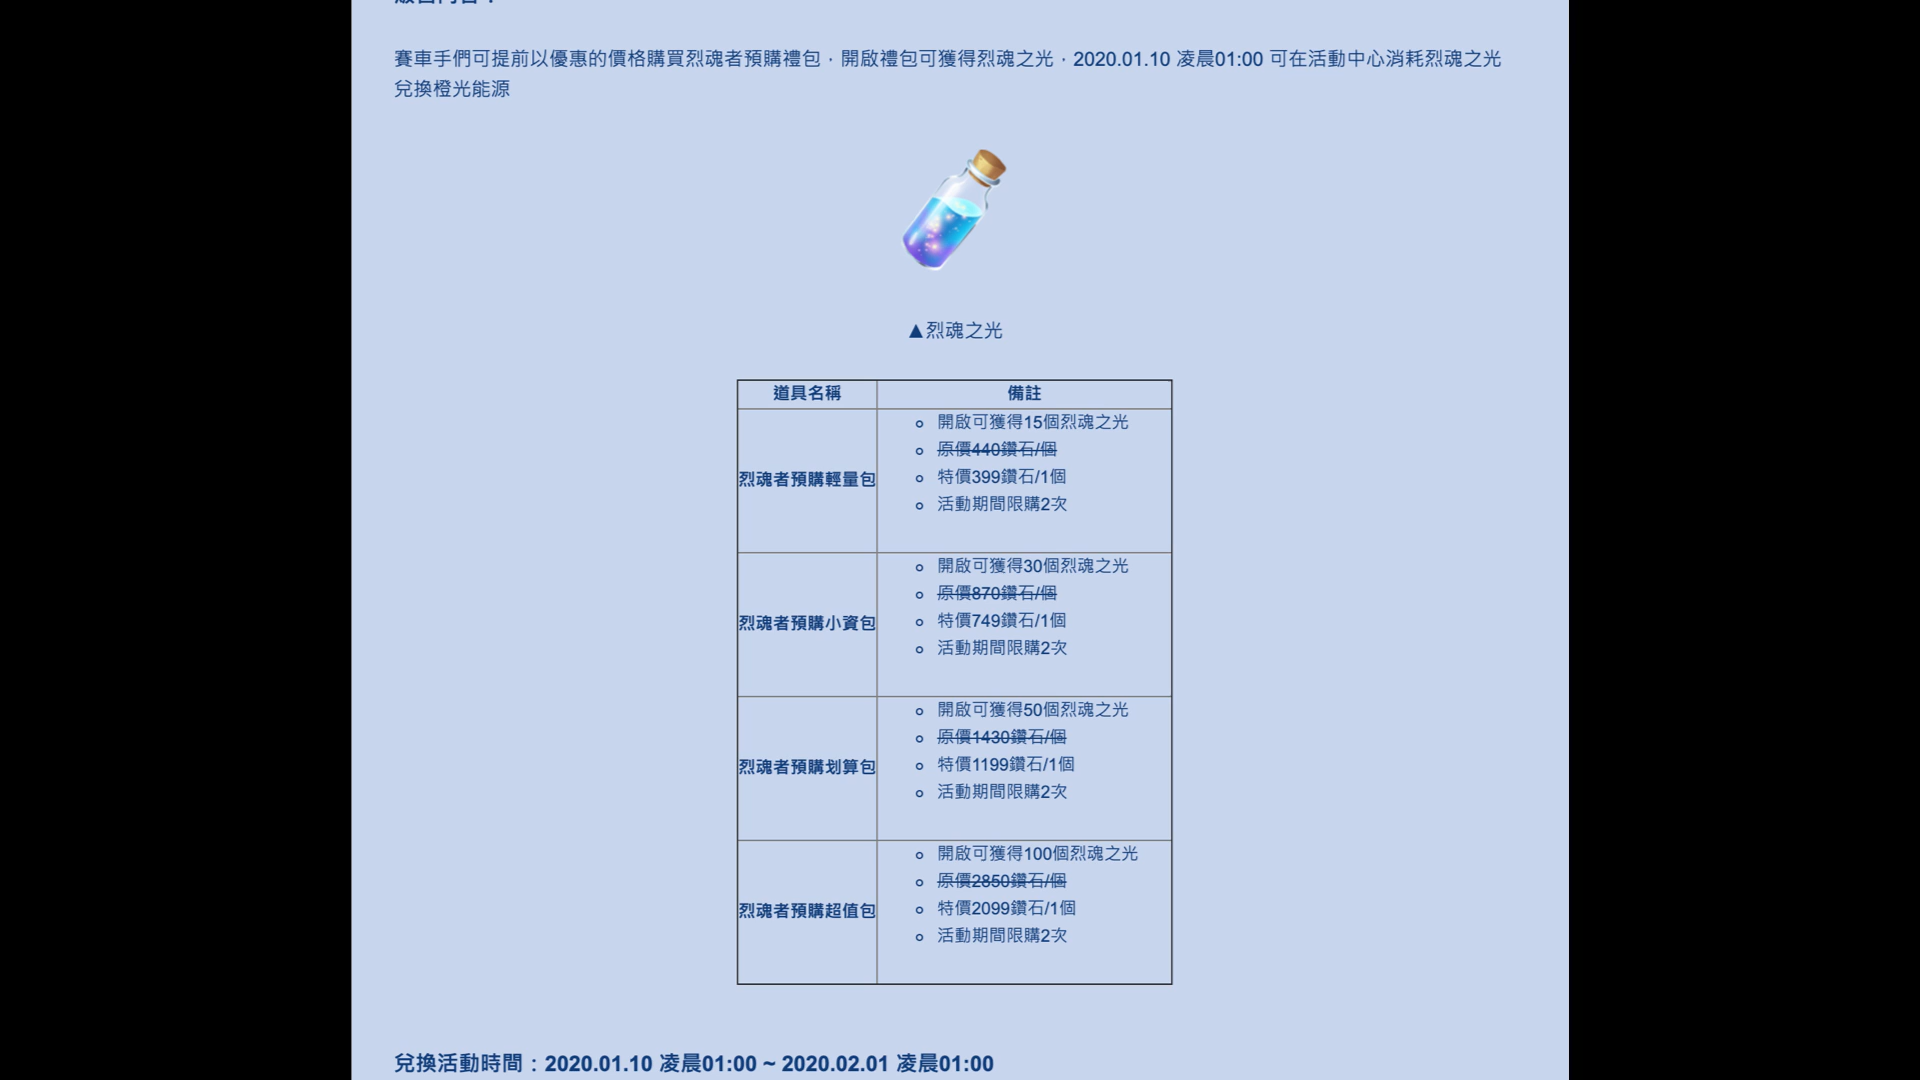 賽車手們可提前以優惠的價格購買烈魂者預購禮包，開啟禮包可獲得烈魂之光，2020.01.10 凌晨01:00 可在活動中心消耗烈魂之光
兌換橙光能源
▲烈魂之光
道具名稱 備註
烈魂者預購輕量包
開啟可獲得15個烈魂之光
原價440鑽石/個
特價399鑽石/1個
活動期間限購2次
烈魂者預購小資包
開啟可獲得30個烈魂之光
原價870鑽石/個
特價749鑽石/1個
活動期間限購2次
烈魂者預購划算包
開啟可獲得50個烈魂之光
原價1430鑽石/個
特價1199鑽石/1個
活動期間限購2次
烈魂者預購超值包
開啟可獲得100個烈魂之光
原價2850鑽石/個
特價2099鑽石/1個
活動期間限購2次
兌換活動時間：2020.01.10 凌晨01:00 ~ 2020.02.01 凌晨01:00